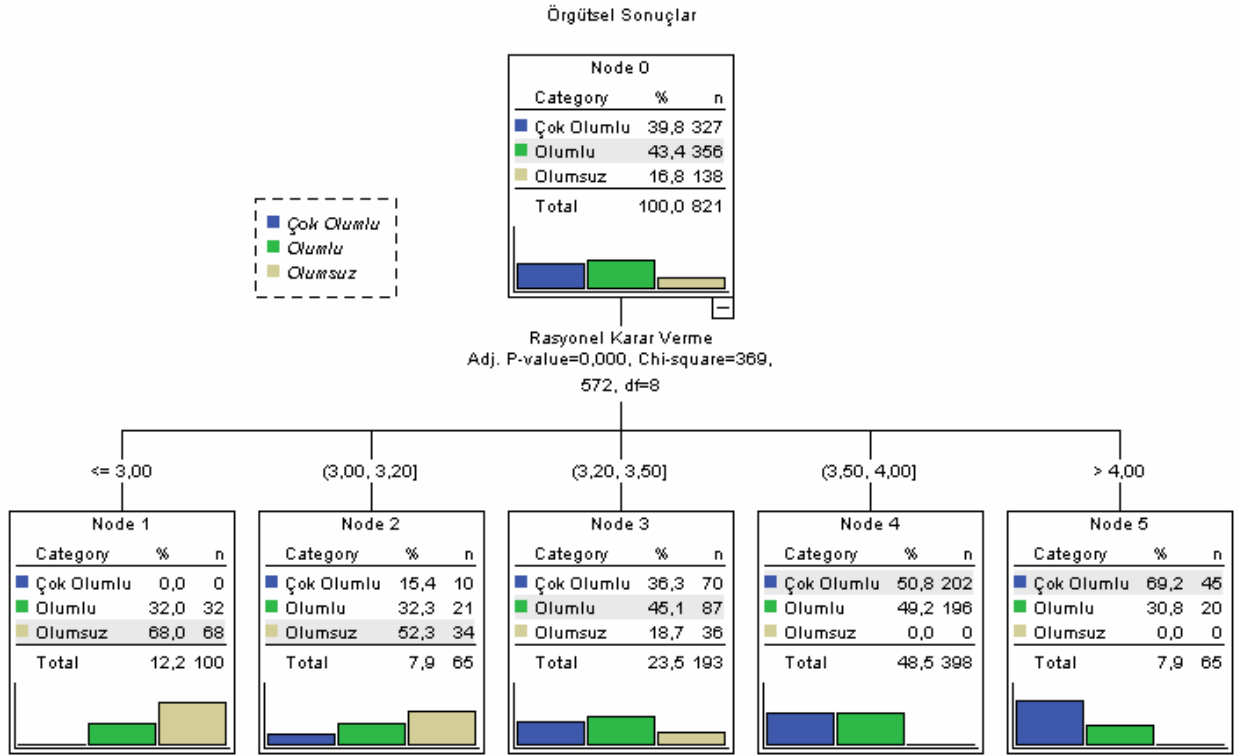 Örgütsel Sonuçlar
Node 0
Category % n
Çok Olumlu 39,8 327
Olumlu 43,4 356
Olumsuz 16,8 138
Total 100,0 821
Çok Olumlu
Olumlu
Olumsuz
Rasyonel Karar Verme
Adj. P-value=0,000, Chi-square=369,
572, df=8
<= 3,00
(3,00, 3,20]
(3,20, 3,50]
(3,50, 4,00]
> 4,00
Node 1
Category % n
Çok Olumlu 0,0 0
Olumlu 32,0 32
Olumsuz 68,0 68
Total 12,2 100
Node 2
Category % n
Çok Olumlu 15,4 10
Olumlu 32,3 21
Olumsuz 52,3 34
Total 7,9 65
Node 3
Category % n
Çok Olumlu 36,3 70
Olumlu 45,1 87
Olumsuz 18,7 36
Total 23,5 193
Node 4
Category % n
Çok Olumlu 50,8 202
Olumlu 49,2 196
Olumsuz 0,0 0
Total 48,5 398
Node 5
Category % n
Çok Olumlu 69,2 45
Olumlu 30,8 20
Olumsuz 0,0 0
Total 7,9 65